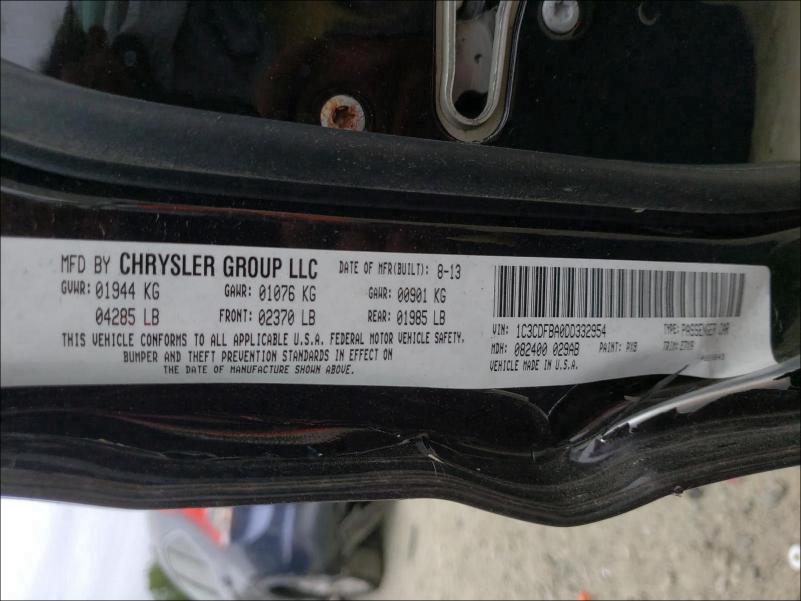 MFD BY CHRYSLER GROUP LLC DATE OF MFR(BUILT): 8-13
GVWR: 01944 KG GAWR: 01076 KG GAWR: 00901 KG
04285 LB FRONT: 02370 LB REAR: 01985 LB
THIS VEHICLE CONFORMS TO ALL APPLICABLE U.S.A. FEDERAL MOTOR VEHICLE SAFETY,
BUMPER AND THEFT PREVENTION STANDARDS IN EFFECT ON
THE DATE OF MANUFACTURE SHOWN ABOVE.
VIN: 1C3CDFBA0DD332954 TYPE: PASSENGER CAR
MDH: 082400 029AB PAINT: PX8 TRIM:
VEHICLE MADE IN U.S.A.